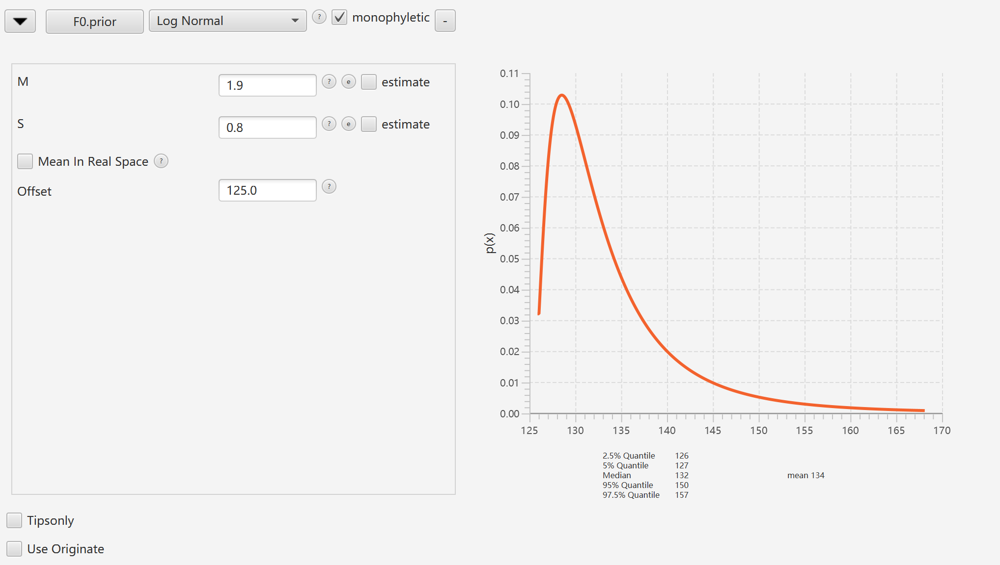 F0.prior Log Normal ? monophyletic -
M 1.9 ? e estimate
S 0.8 ? e estimate
Mean In Real Space ?
Offset 125.0 ?
Tipsonly
Use Originate
p(x)
0.11
0.10
0.09
0.08
0.07
0.06
0.05
0.04
0.03
0.02
0.01
0.00
125 130 135 140 145 150 155 160 165 170
2.5% Quantile 126
5% Quantile 127
Median 132 mean 134
95% Quantile 150
97.5% Quantile 157